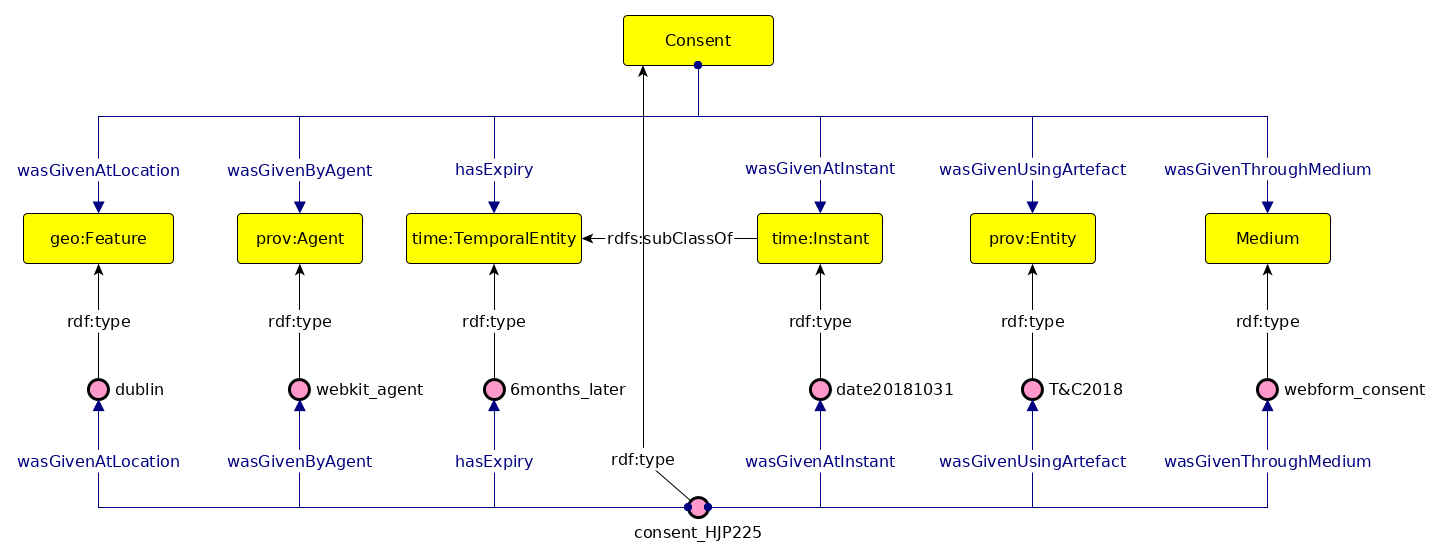 Consent
wasGivenAtLocation wasGivenByAgent hasExpiry wasGivenAtInstant wasGivenUsingArtefact wasGivenThroughMedium
geo:Feature prov:Agent time:TemporalEntity rdfs:subClassOf time:Instant prov:Entity Medium
rdf:type rdf:type rdf:type rdf:type rdf:type rdf:type
dublin webkit_agent 6months_later date20181031 T&C2018 webform_consent
wasGivenAtLocation wasGivenByAgent hasExpiry rdf:type wasGivenAtInstant wasGivenUsingArtefact wasGivenThroughMedium
consent_HJP225